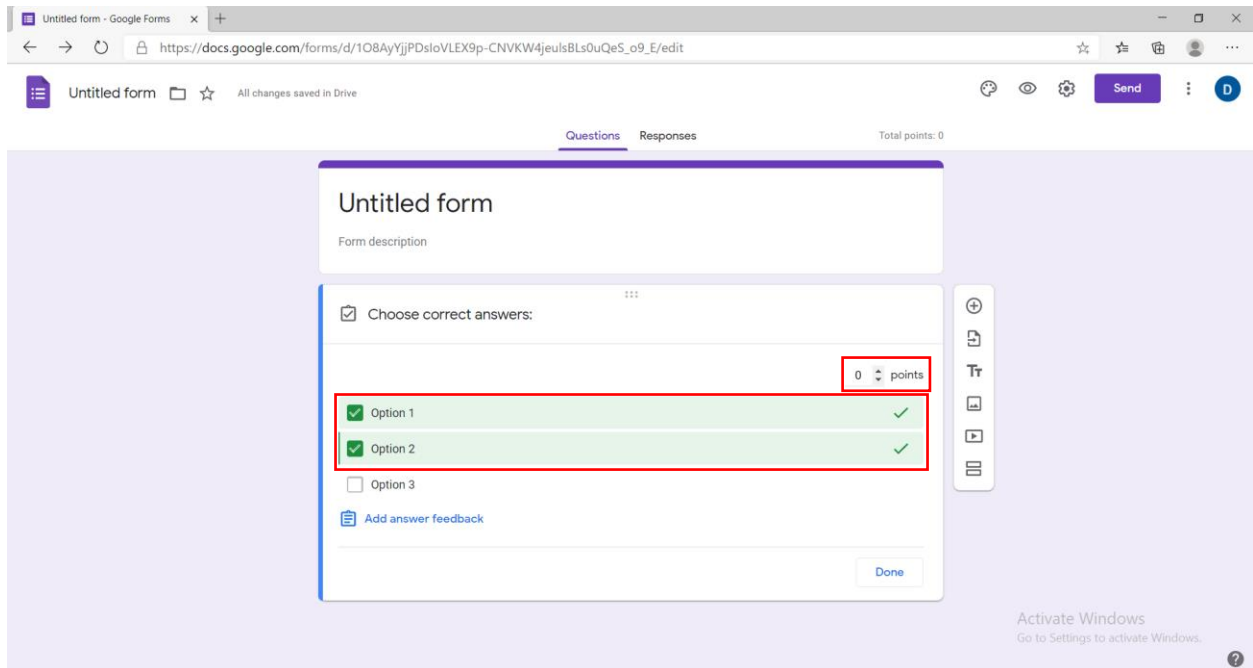 Untitled form - Google Forms
https://docs.google.com/forms/d/1O8AyYjjPDsIoVLEX9p-CNVKW4jeulsBLs0uQeS_o9_E/edit
Untitled form All changes saved in Drive Send D
Questions Responses Total points: 0
Untitled form
Form description
Choose correct answers:
0 points
Tт
Option 1
Option 2
Option 3
Add answer feedback
Done
Activate Windows
Go to Settings to activate Windows.